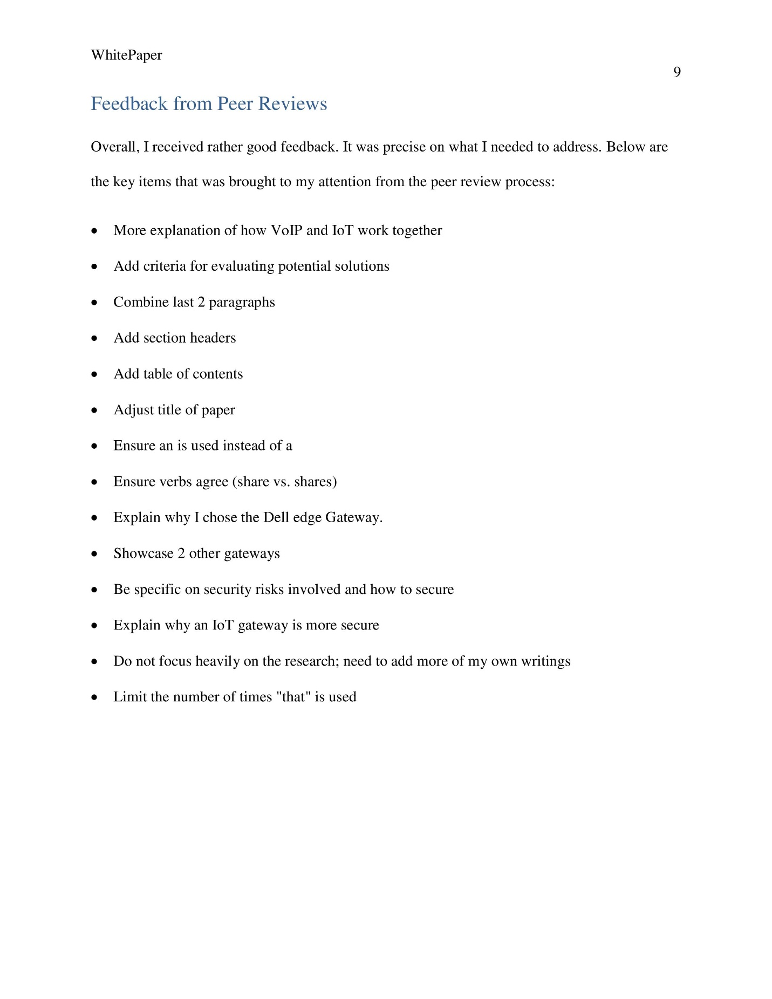 WhitePaper
9
Feedback from Peer Reviews
Overall, I received rather good feedback. It was precise on what I needed to address. Below are
the key items that was brought to my attention from the peer review process:
• More explanation of how VoIP and IoT work together
• Add criteria for evaluating potential solutions
• Combine last 2 paragraphs
• Add section headers
• Add table of contents
• Adjust title of paper
• Ensure an is used instead of a
• Ensure verbs agree (share vs. shares)
• Explain why I chose the Dell edge Gateway.
• Showcase 2 other gateways
• Be specific on security risks involved and how to secure
• Explain why an IoT gateway is more secure
• Do not focus heavily on the research; need to add more of my own writings
• Limit the number of times "that" is used